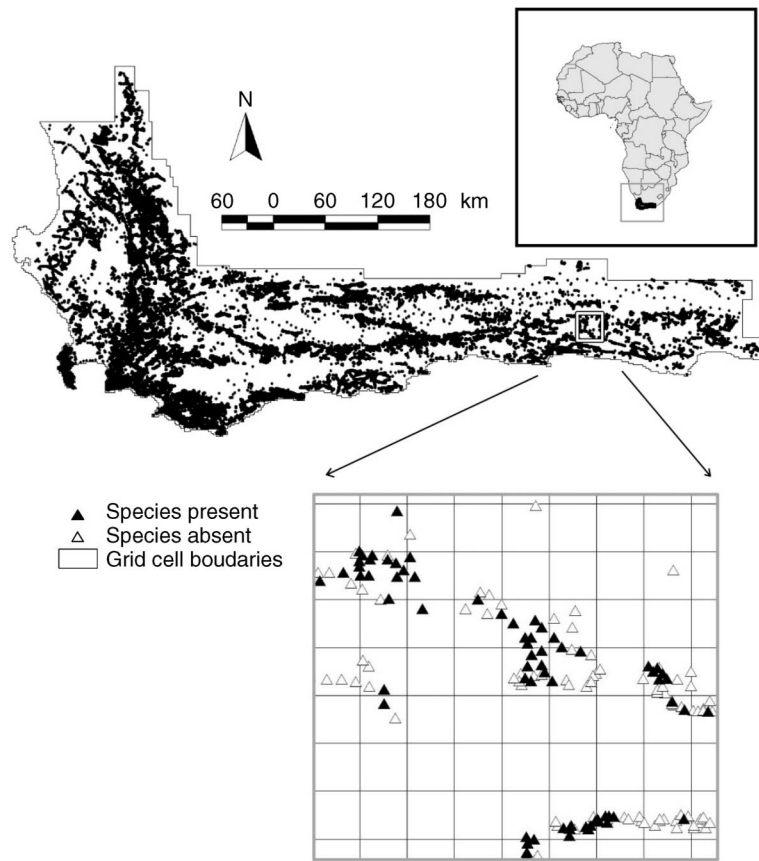 N
60 0 60 120 180 km
Species present
Species absent
Grid cell boudaries